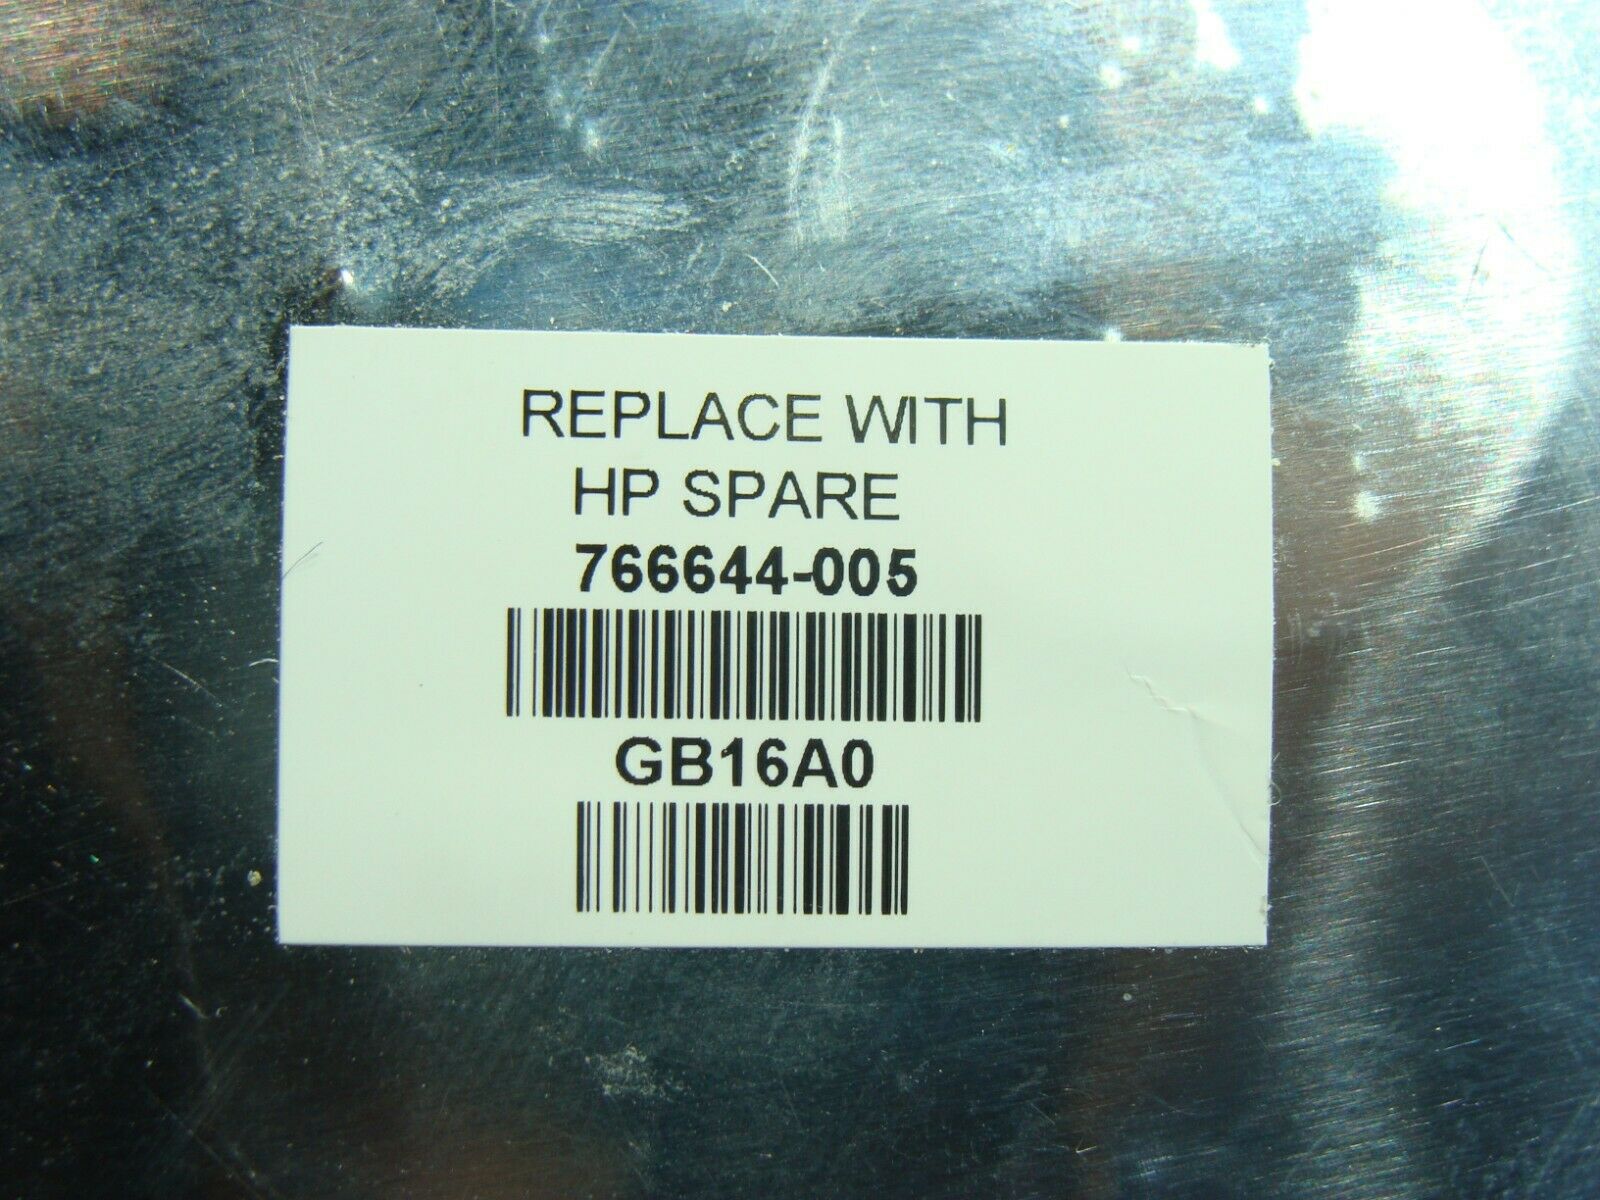 REPLACE WITH
HP SPARE
766644-005
GB16A0